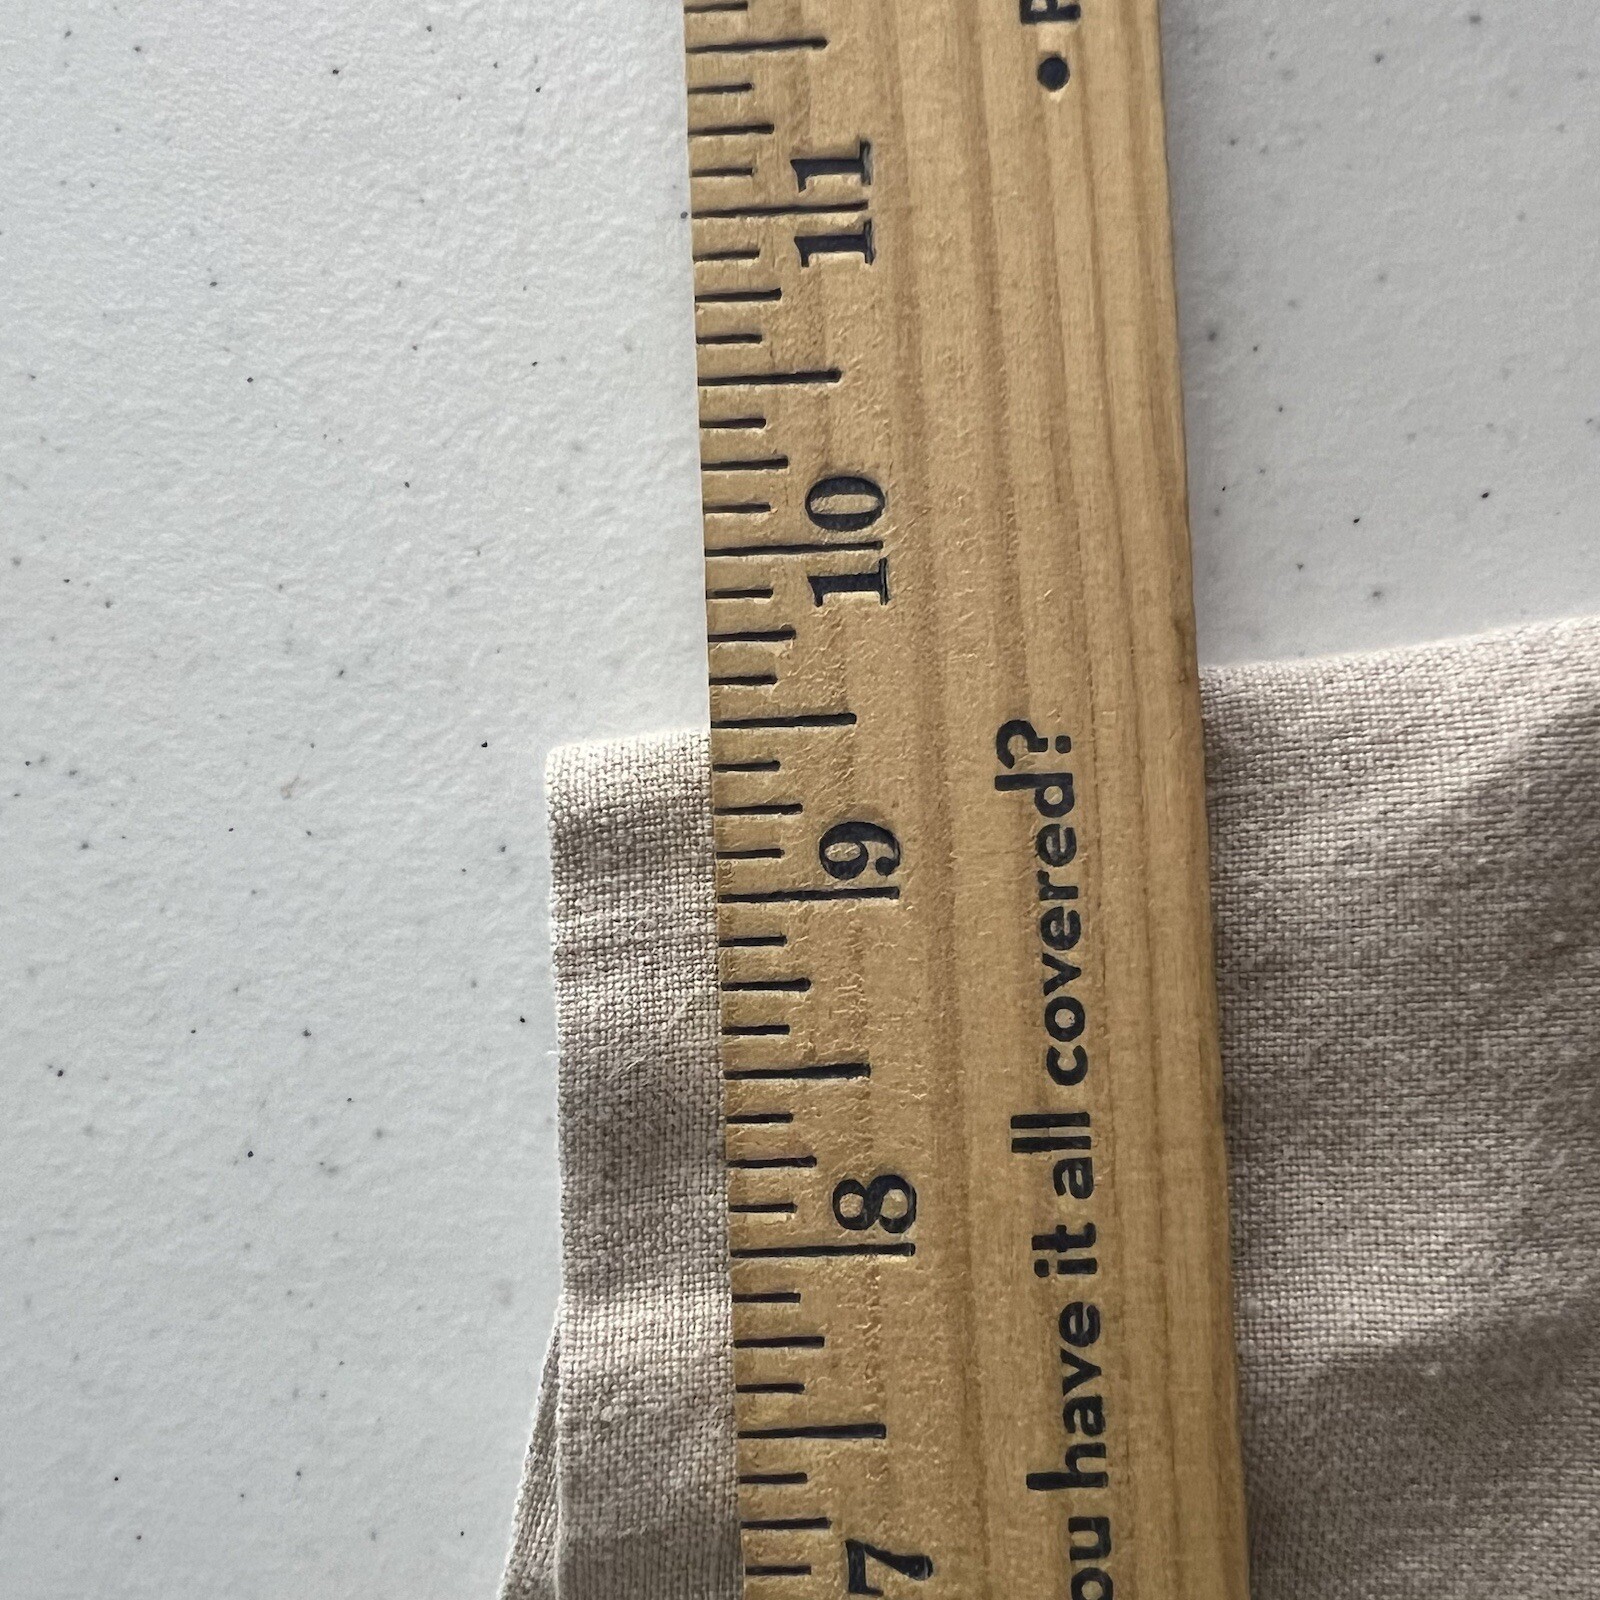 7 8 9 10 11
ou have it all covered? •